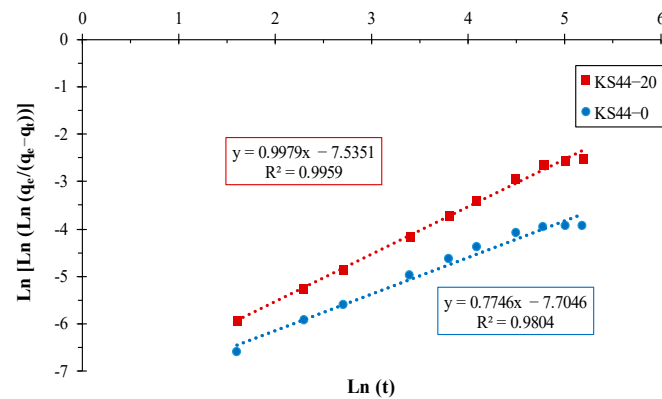 0 1 2 3 4 5 6
0
-1
-2
-3
-4
-5
-6
-7
Ln [Ln (Ln (qₑ/(qₑ−qₜ))]
KS44−20
KS44−0
y = 0.9979x − 7.5351
R² = 0.9959
y = 0.7746x − 7.7046
R² = 0.9804
Ln (t)